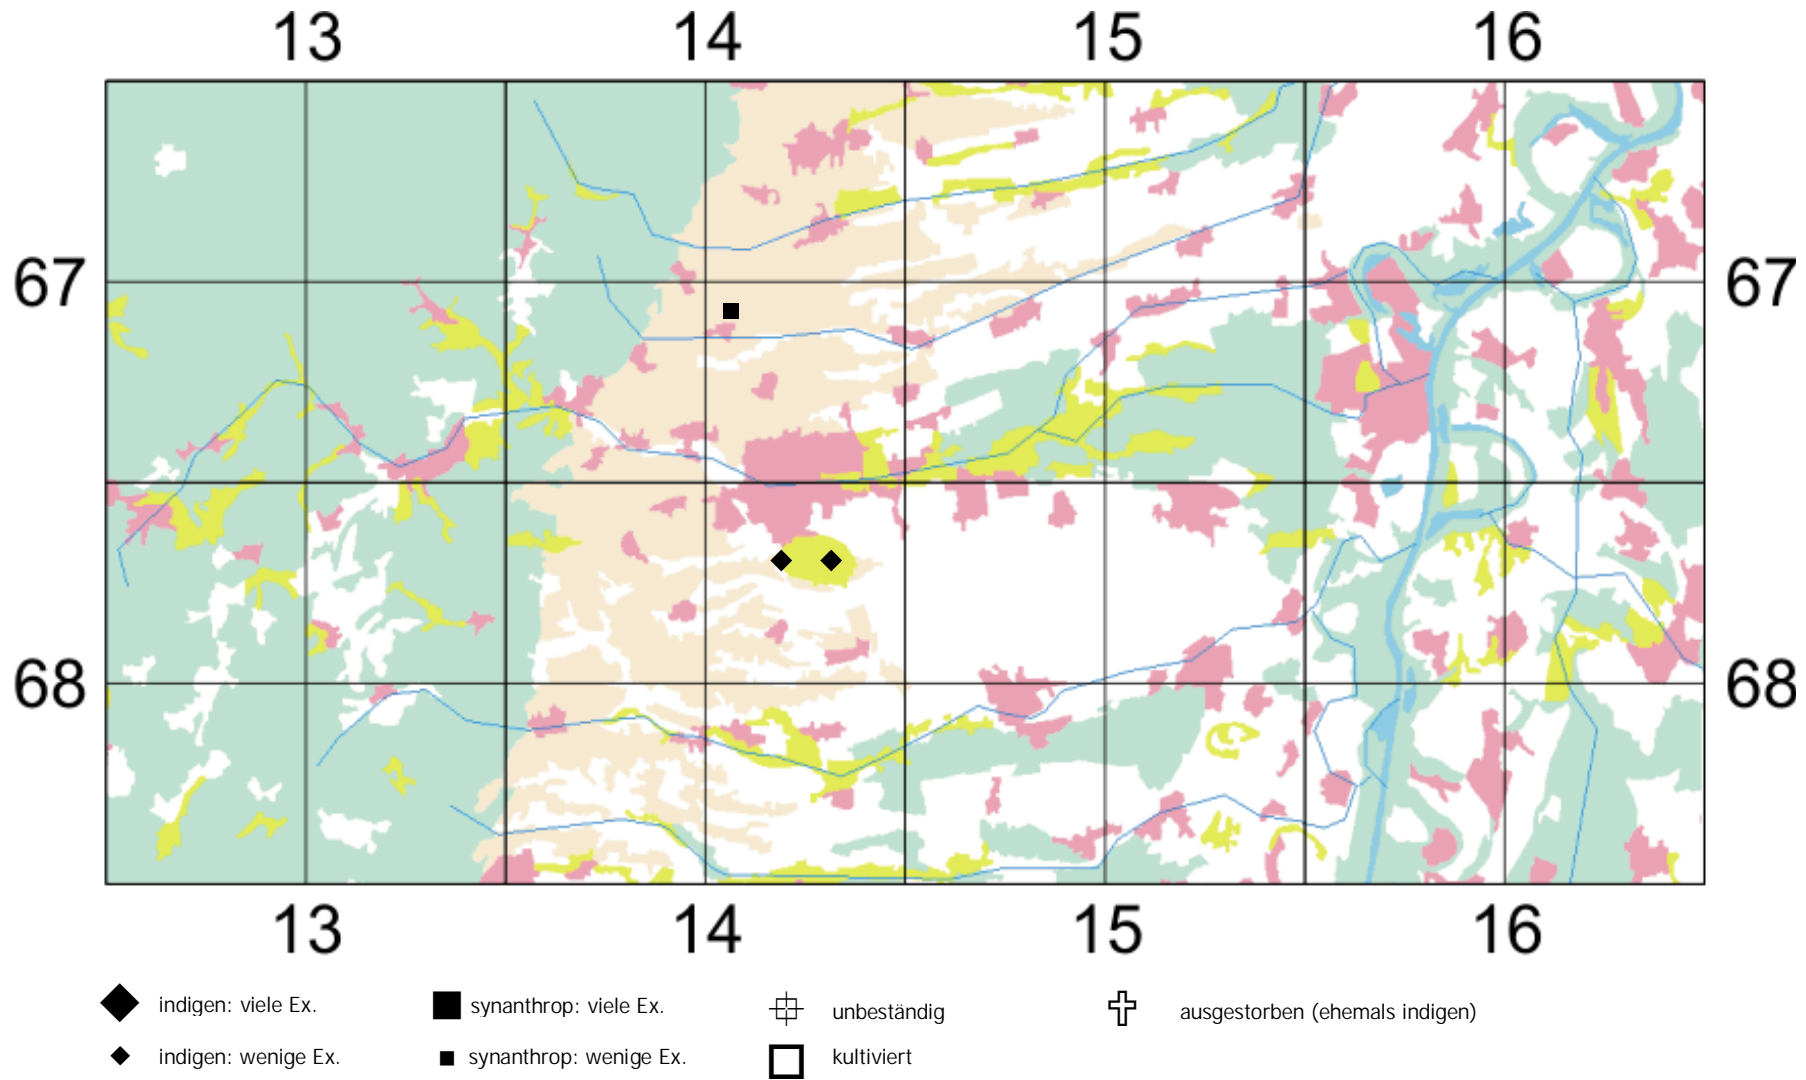 13 14 15 16
67 67
68 68
13 14 15 16
indigen: viele Ex. synanthrop: viele Ex. unbeständig ausgestorben (ehemals indigen)
indigen: wenige Ex. synanthrop: wenige Ex. kultiviert